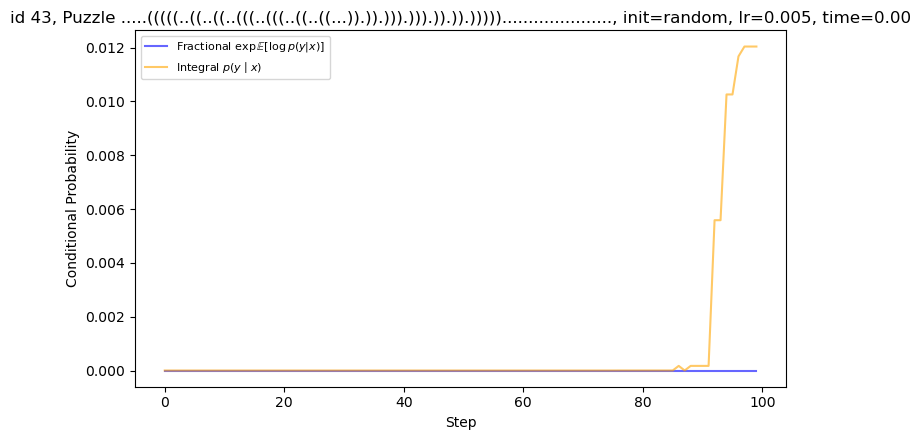 id 43, Puzzle .....(((((..((..((..(((..(((..((..((...)).)).))).))).)).)).)))))....................., init=random, lr=0.005, time=0.00
Fractional exp𝔼[log p(y|x)]
Integral p(y | x)
0.012
0.010
0.008
0.006
0.004
0.002
0.000
Conditional Probability
0 20 40 60 80 100
Step